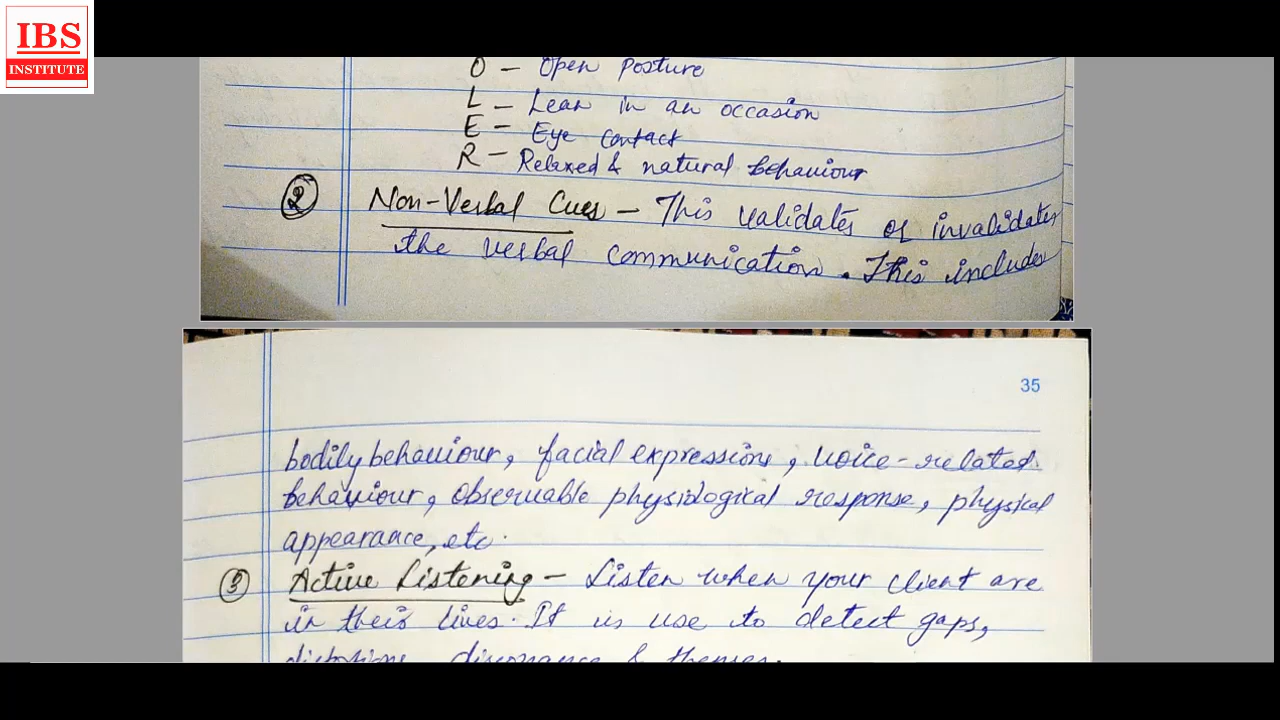 IBS
INSTITUTE
O - Open Posture
L - Lean in an occasion
E - Eye contact
R - Relaxed & natural behaviour
② Non-Verbal Cues - This validates or invalidates
the verbal communication. This includes
35
bodily behaviour, facial expressions, voice-related
behaviour, observable physiological response, physical
appearance, etc.
③ Active Listening - Listen when your client are
in their lives. It is use to detect gaps,
distortions, dissonance & themes.